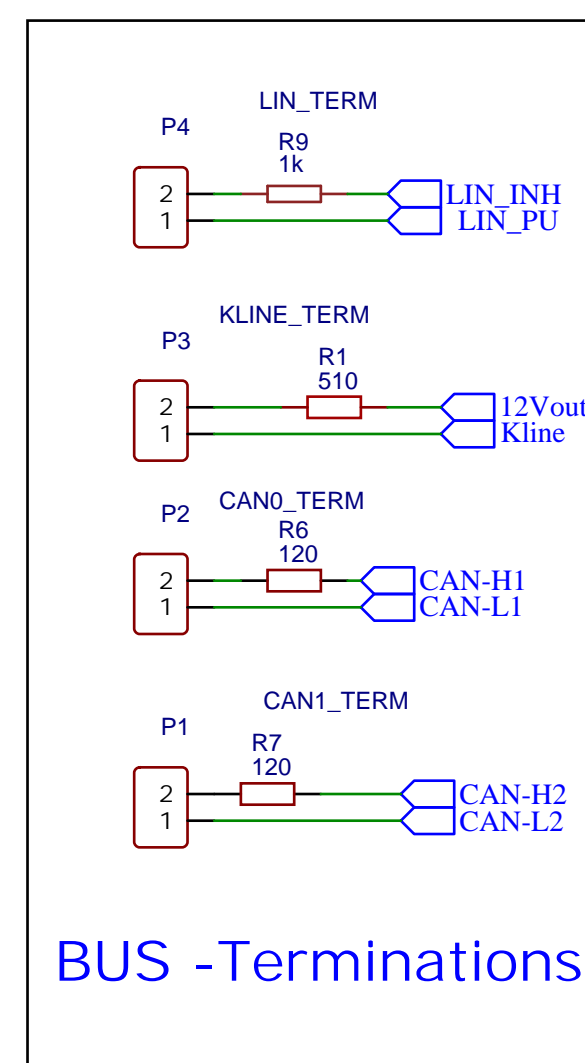 LIN_TERM
P4
R9
1k
2
LIN_INH
1
LIN_PU
KLINE_TERM
P3
R1
510
2
12Vout
1
Kline
CAN0_TERM
P2
R6
120
2
CAN-H1
1
CAN-L1
CAN1_TERM
P1
R7
120
2
CAN-H2
1
CAN-L2
BUS -Terminations